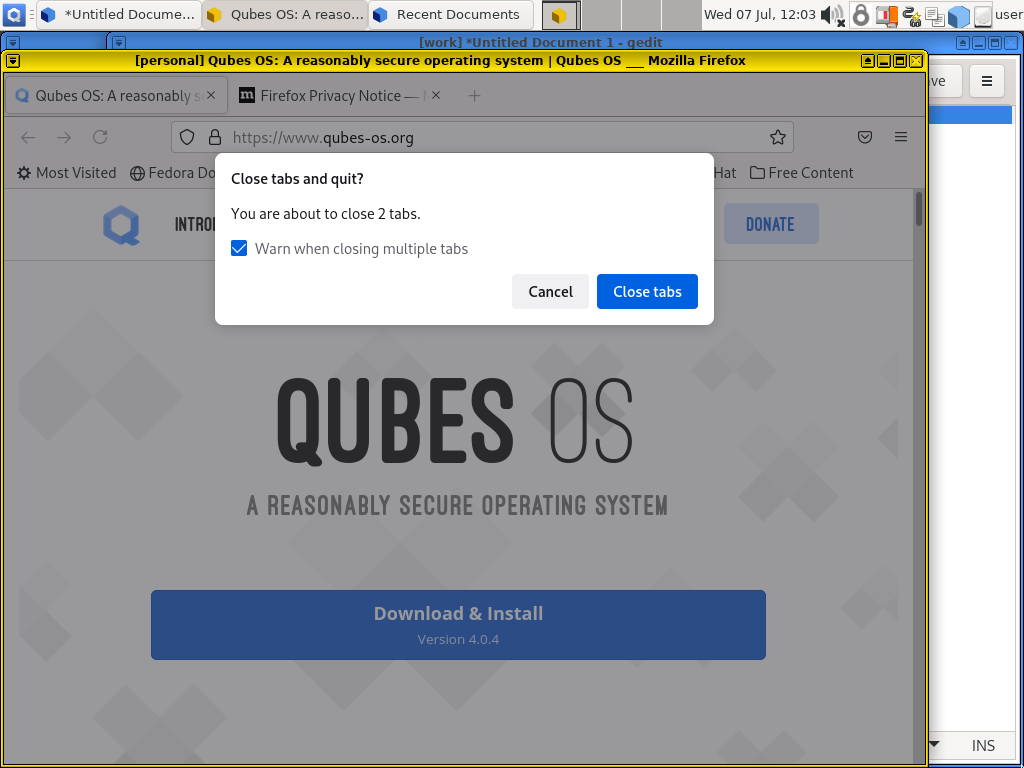 *Untitled Docume...
Qubes OS: A reaso...
Recent Documents
Wed 07 Jul, 12:03
user
[work] *Untitled Document 1 - gedit
[personal] Qubes OS: A reasonably secure operating system | Qubes OS __ Mozilla Firefox
Qubes OS: A reasonably s
Firefox Privacy Notice —
https://www.qubes-os.org
Most Visited
Fedora Do
Hat
Free Content
DONATE
Close tabs and quit?
You are about to close 2 tabs.
Warn when closing multiple tabs
Cancel
Close tabs
QUBES OS
A REASONABLY SECURE OPERATING SYSTEM
Download & Install
Version 4.0.4
INS